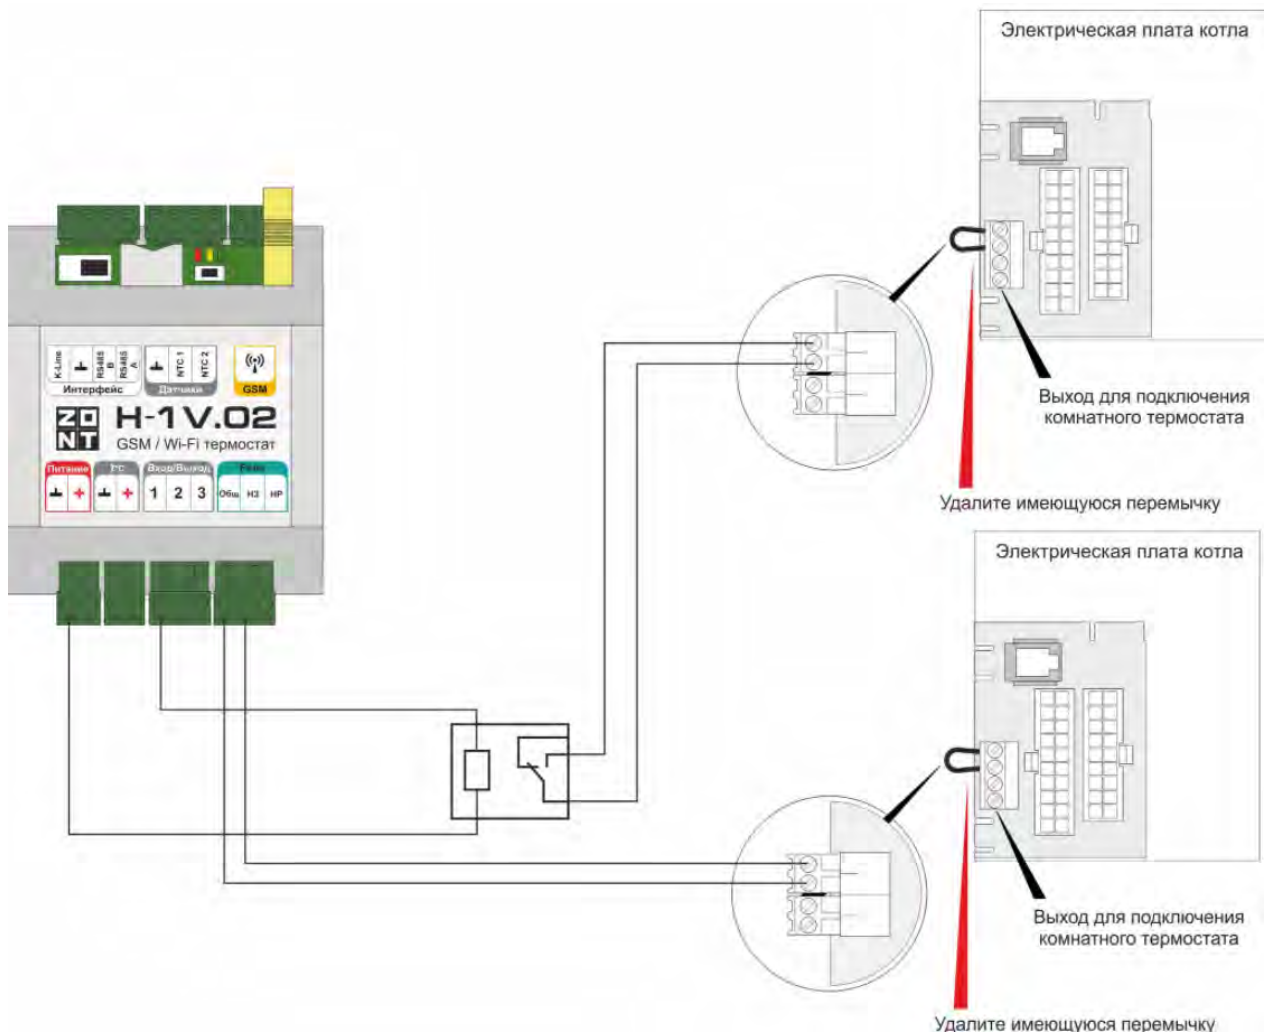 Электрическая плата котла
Выход для подключения
комнатного термостата
Удалите имеющуюся перемычку
K-Line
RS485
B
RS485
A
NTC 1
NTC 2
Интерфейс
Датчики
GSM
ZONT
H-1V.02
GSM / Wi-Fi термостат
Питание
I²C
Вход/Выход
Реле
+
+
1
2
3
Общ
НЗ
НР
Электрическая плата котла
Выход для подключения
комнатного термостата
Удалите имеющуюся перемычку